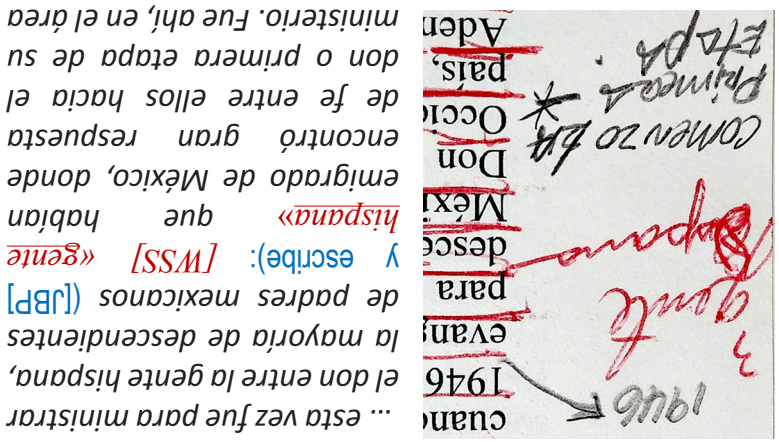 1946
gente
Comenzo LA
Primera
Etapa
1946
evang
para
desce
Méxi
Don
Occi
país,
Aden
... esta vez fue para ministrar
el don entre la gente hispana,
la mayoría de descendientes
de padres mexicanos ([JBP]
y escribe): [WSS] «gente
hispana» que habían
emigrado de México, donde
encontró gran respuesta
de fe entre ellos hacia el
don o primera etapa de su
ministerio. Fue ahí, en el área